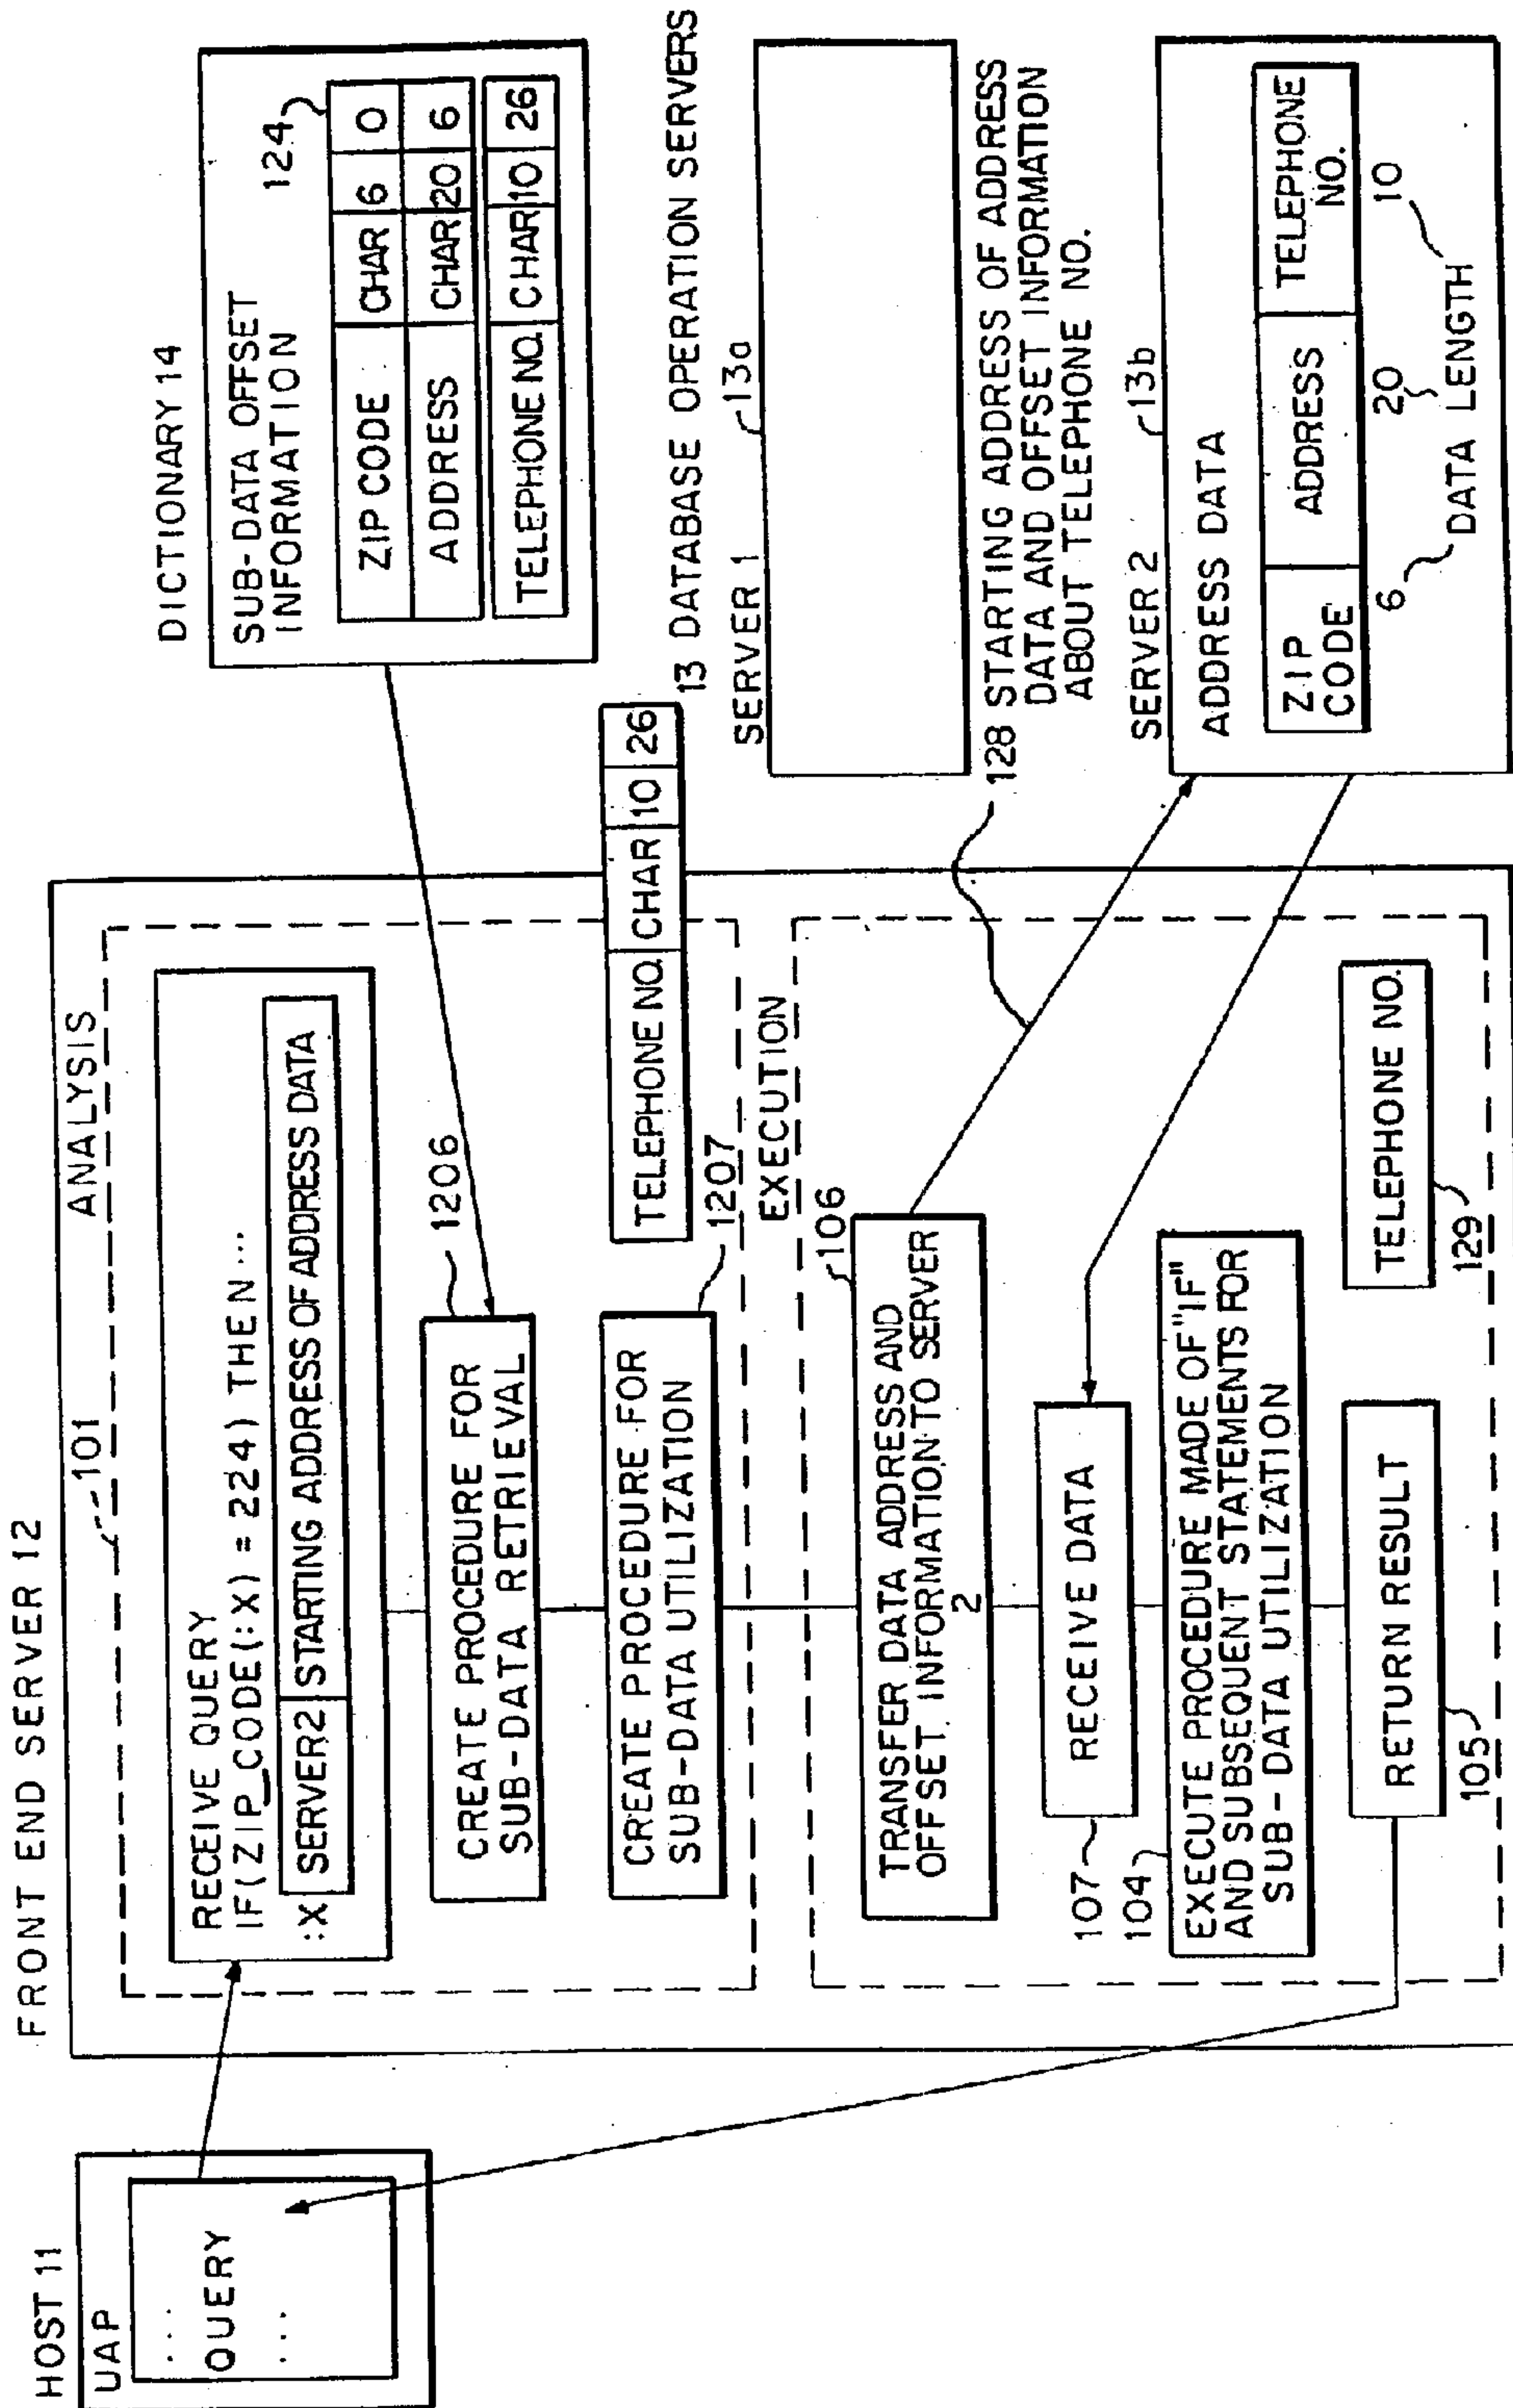 HOST 11
UAP
...
QUERY
...
FRONT END SERVER 12
101
ANALYSIS
RECEIVE QUERY
IF(ZIP_CODE(:X) = 224) THEN...
:X SERVER2 STARTING ADDRESS OF ADDRESS DATA
CREATE PROCEDURE FOR
SUB-DATA RETRIEVAL
1206
CREATE PROCEDURE FOR
SUB-DATA UTILIZATION
1207
TELEPHONE NO. CHAR 10 26
EXECUTION
TRANSFER DATA ADDRESS AND
OFFSET. INFORMATION TO SERVER
2
106
107
RECEIVE DATA
104
EXECUTE PROCEDURE MADE OF "IF"
AND SUBSEQUENT STATEMENTS FOR
SUB-DATA UTILIZATION
RETURN RESULT
105
TELEPHONE NO.
129
DICTIONARY 14
SUB-DATA OFFSET
INFORMATION
124
ZIP CODE CHAR 6 0
ADDRESS CHAR 20 6
TELEPHONE NO. CHAR 10 26
13 DATABASE OPERATION SERVERS
SERVER 1
13a
128 STARTING ADDRESS OF ADDRESS
DATA AND OFFSET INFORMATION
ABOUT TELEPHONE NO.
SERVER 2
13b
ADDRESS DATA
ZIP
CODE
ADDRESS
TELEPHONE
NO.
6
20
10
DATA LENGTH